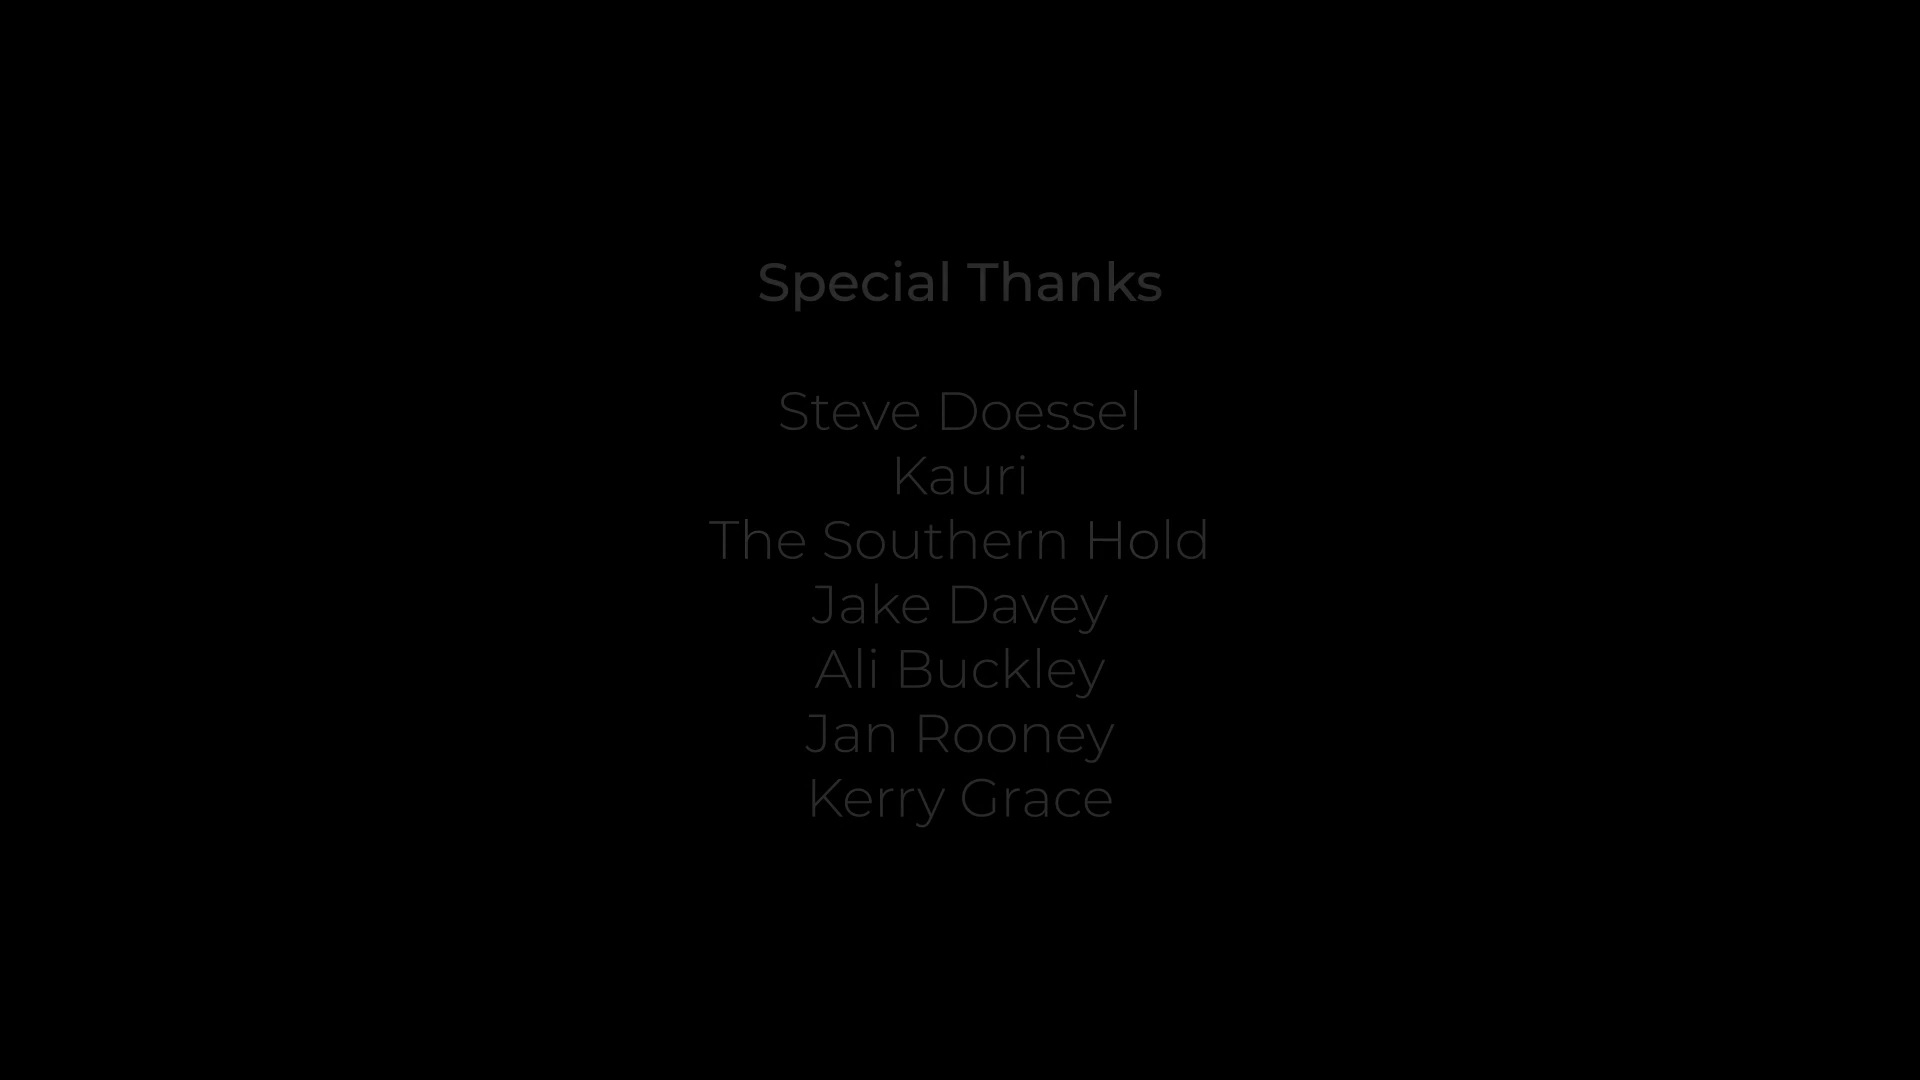 Special Thanks
Steve Doessel
Kauri
The Southern Hold
Jake Davey
Ali Buckley
Jan Rooney
Kerry Grace